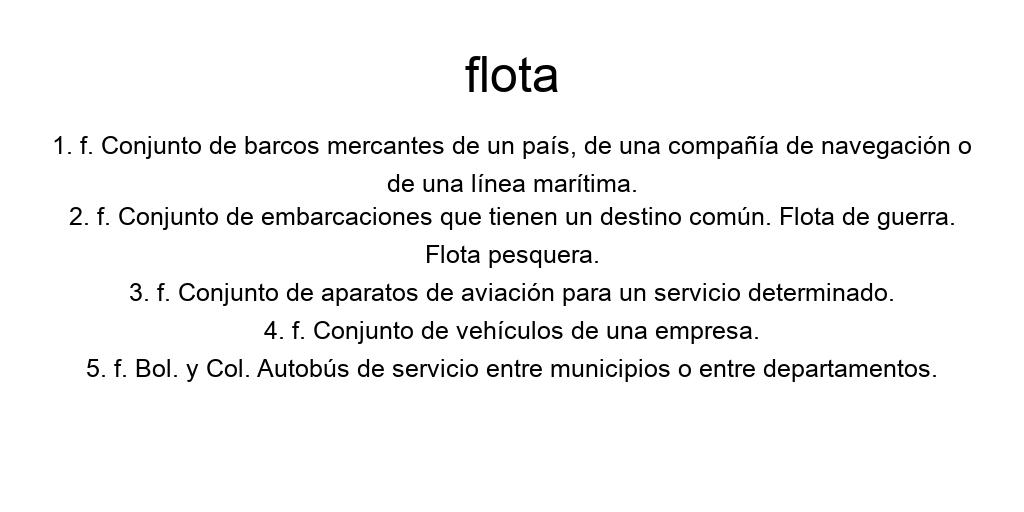 flota
1. f. Conjunto de barcos mercantes de un país, de una compañía de navegación o
de una línea marítima.
2. f. Conjunto de embarcaciones que tienen un destino común. Flota de guerra.
Flota pesquera.
3. f. Conjunto de aparatos de aviación para un servicio determinado.
4. f. Conjunto de vehículos de una empresa.
5. f. Bol. y Col. Autobús de servicio entre municipios o entre departamentos.